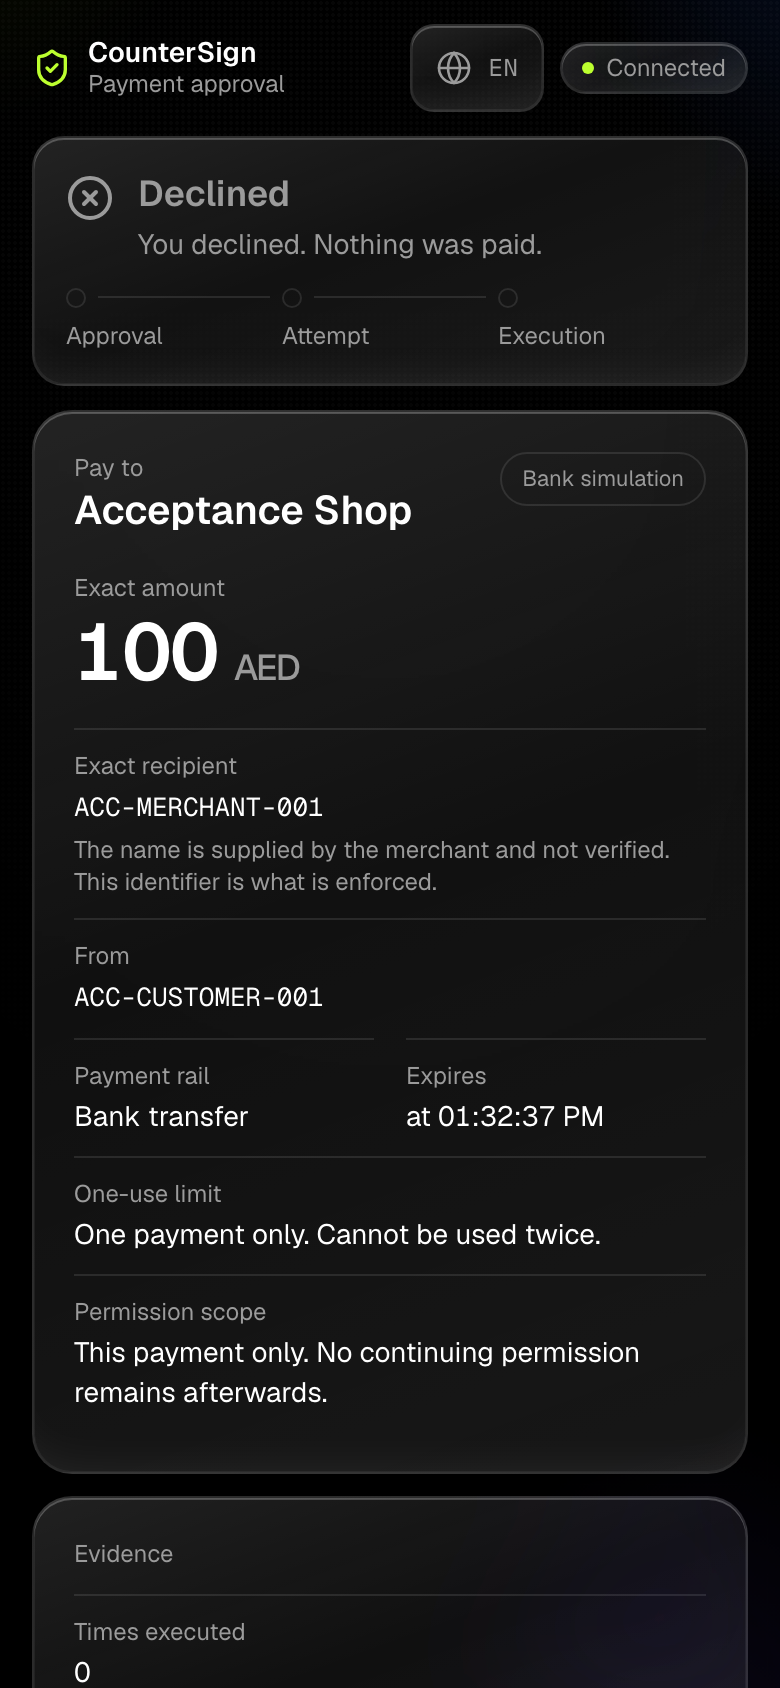 CounterSign
Payment approval
EN
Connected
Declined
You declined. Nothing was paid.
Approval
Attempt
Execution
Pay to
Acceptance Shop
Bank simulation
Exact amount
100 AED
Exact recipient
ACC-MERCHANT-001
The name is supplied by the merchant and not verified.
This identifier is what is enforced.
From
ACC-CUSTOMER-001
Payment rail
Bank transfer
Expires
at 01:32:37 PM
One-use limit
One payment only. Cannot be used twice.
Permission scope
This payment only. No continuing permission
remains afterwards.
Evidence
Times executed
0